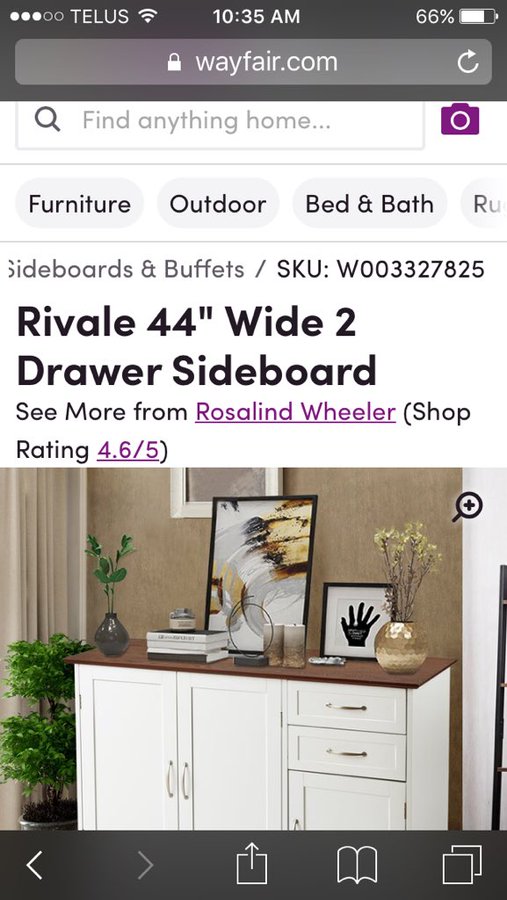 TELUS 10:35 AM 66%
wayfair.com
Find anything home...
Furniture Outdoor Bed & Bath Ru
Sideboards & Buffets / SKU: W003327825
Rivale 44" Wide 2
Drawer Sideboard
See More from Rosalind Wheeler (Shop
Rating 4.6/5)